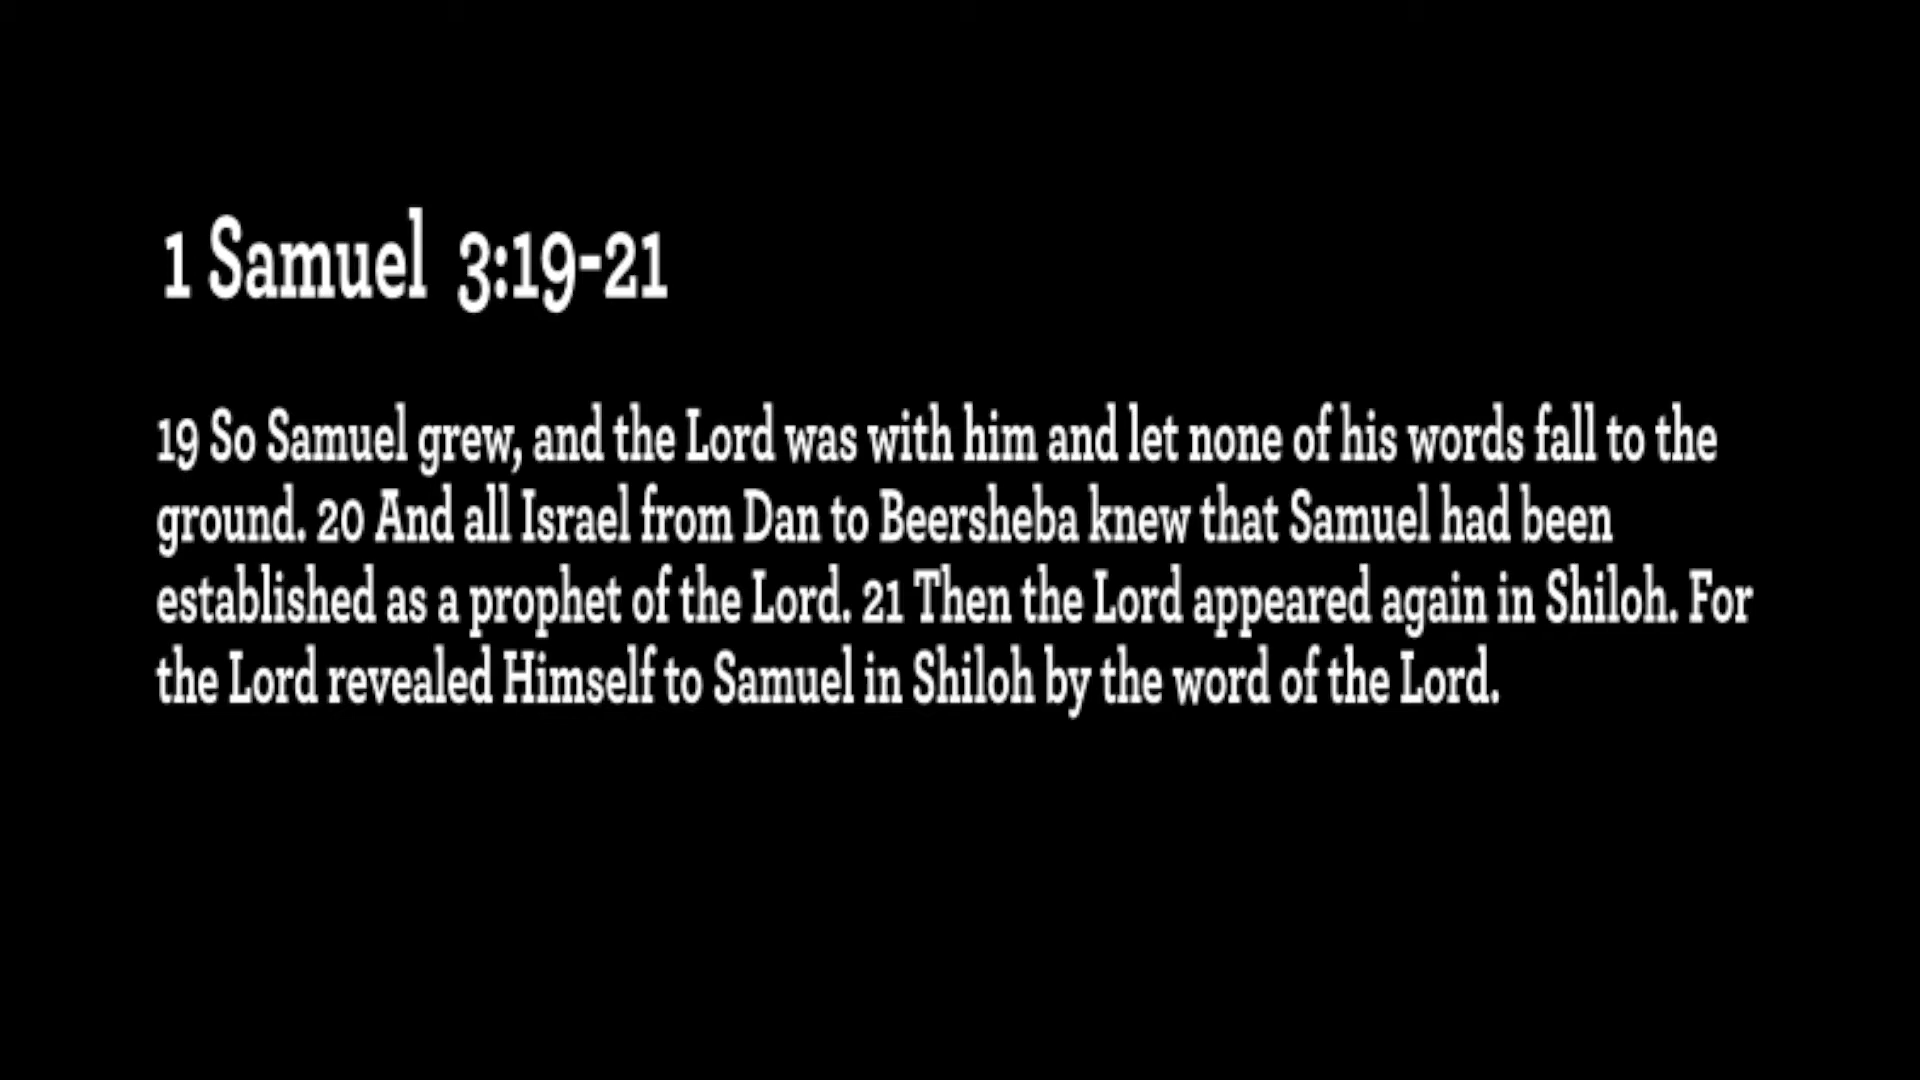 1 Samuel 3:19-21
19 So Samuel grew, and the Lord was with him and let none of his words fall to the
ground. 20 And all Israel from Dan to Beersheba knew that Samuel had been
established as a prophet of the Lord. 21 Then the Lord appeared again in Shiloh. For
the Lord revealed Himself to Samuel in Shiloh by the word of the Lord.